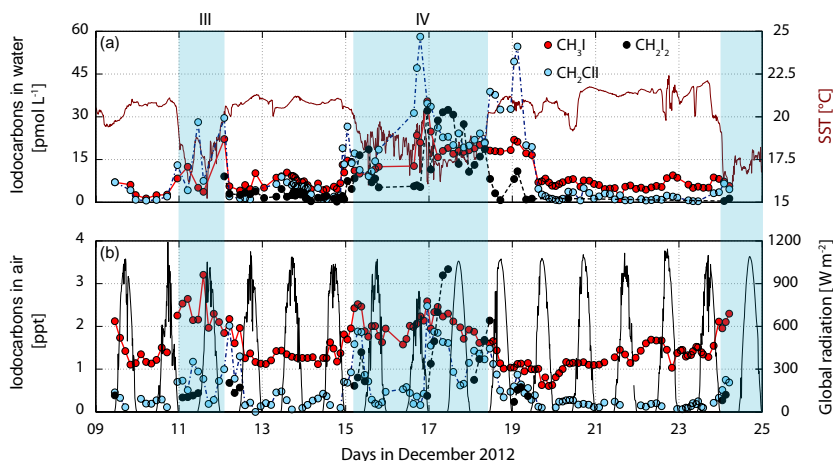 III IV
(a)
CH₃I CH₂I₂
CH₂ClI
Iodocarbons in water
[pmol L⁻¹]
60
45
30
15
0
25
22.5
20
17.5
15
SST [°C]
(b)
Iodocarbons in air
[ppt]
4
3
2
1
0
1200
900
600
300
0
Global radiation [W m⁻²]
09 11 13 15 17 19 21 23 25
Days in December 2012